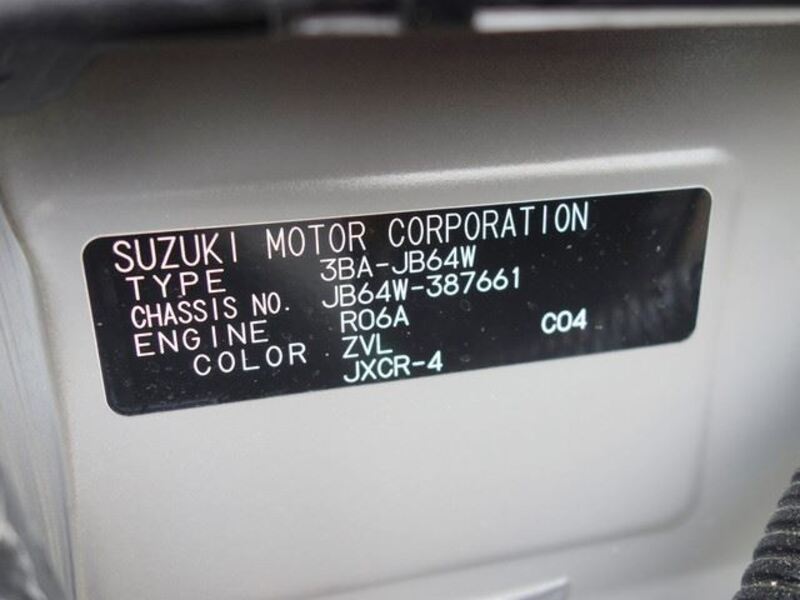 SUZUKI MOTOR CORPORATION
TYPE 3BA-JB64W
CHASSIS NO. JB64W-387661
ENGINE R06A C04
COLOR ZVL
JXCR-4